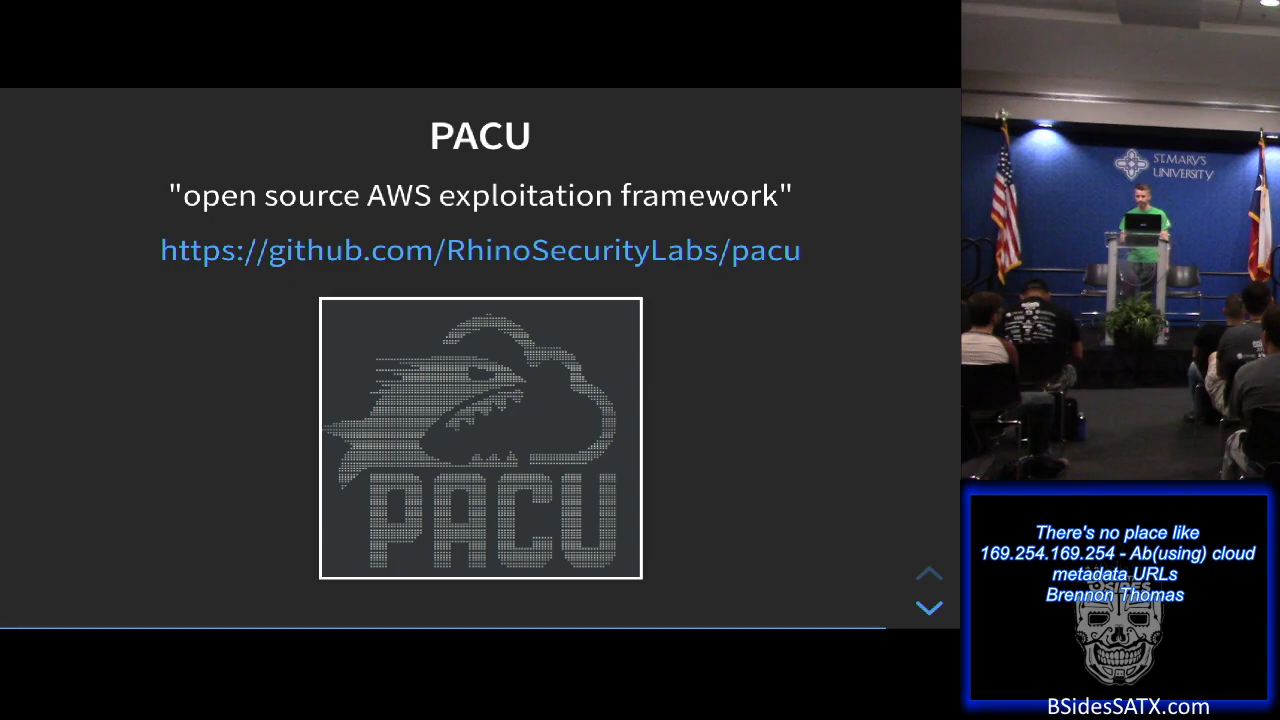 PACU
"open source AWS exploitation framework"
https://github.com/RhinoSecurityLabs/pacu
PACU
ST. MARY'S
UNIVERSITY
There's no place like
169.254.169.254 - Ab(using) cloud
metadata URLs
Brennon Thomas
BSIDES
BSidesSATX.com